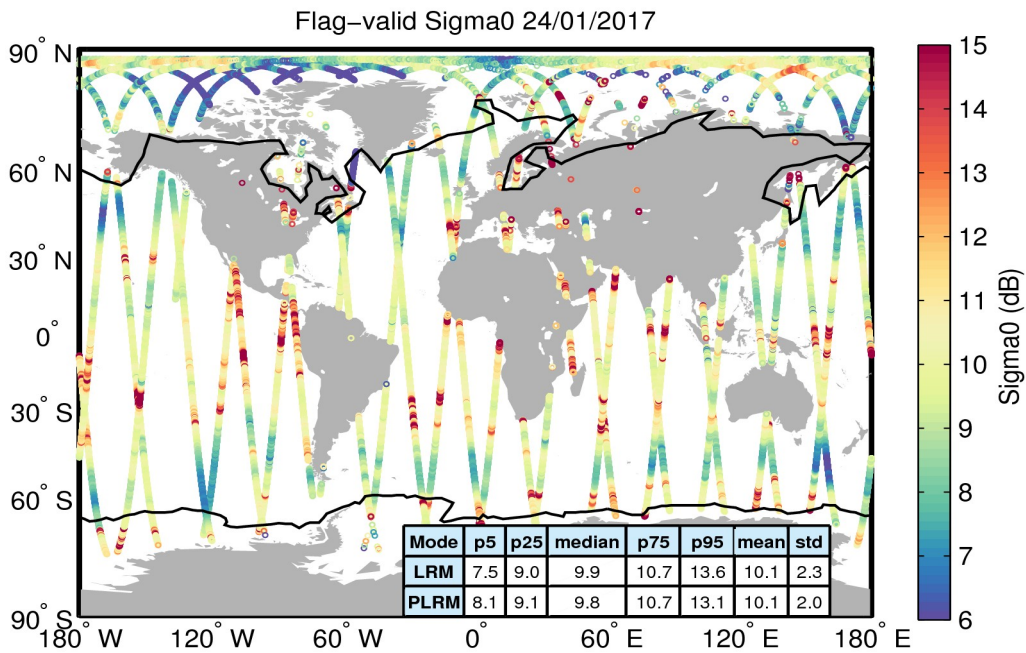 Flag-valid Sigma0 24/01/2017
90° N
60° N
30° N
0°
30° S
60° S
90° S
180° W
120° W
60° W
0°
60° E
120° E
180° E
15
14
13
12
11
10
9
8
7
6
Sigma0 (dB)
Mode p5 p25 median p75 p95 mean std
LRM 7.5 9.0 9.9 10.7 13.6 10.1 2.3
PLRM 8.1 9.1 9.8 10.7 13.1 10.1 2.0